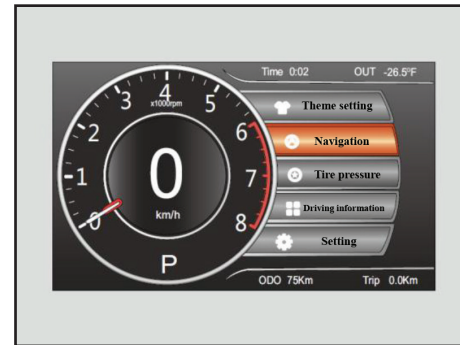 Time 0:02 OUT -26.5°F
3 4 5
x1000rpm
2 6
1 7
0 8
0
km/h
P
Theme setting
Navigation
Tire pressure
Driving information
Setting
ODO 75Km Trip 0.0Km